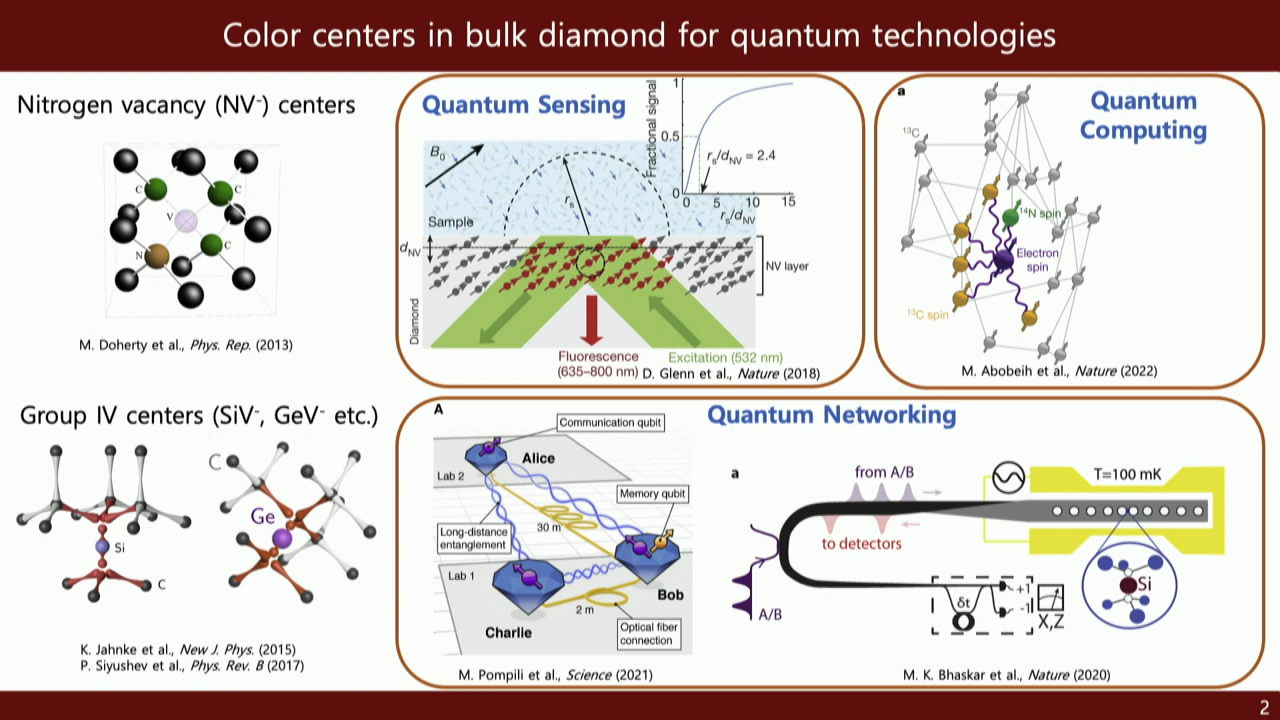 Color centers in bulk diamond for quantum technologies
Nitrogen vacancy (NV⁻) centers
C
C
V
N
C
M. Doherty et al., Phys. Rep. (2013)
Group IV centers (SiV⁻, GeV⁻ etc.)
C
Ge
Si
C
K. Jahnke et al., New J. Phys. (2015)
P. Siyushev et al., Phys. Rev. B (2017)
Quantum Sensing
B₀
Sample
rₛ
d_NV
Diamond
NV layer
Fluorescence
(635–800 nm)
Excitation (532 nm)
Fractional signal
1
0.5
0
rₛ/d_NV = 2.4
0 5 10 15
rₛ/d_NV
D. Glenn et al., Nature (2018)
a
Quantum
Computing
¹³C
¹⁴N spin
Electron
spin
¹³C spin
M. Abobeih et al., Nature (2022)
Quantum Networking
A
Communication qubit
Alice
Lab 2
Memory qubit
Long-distance
entanglement
30 m
Lab 1
Bob
2 m
Charlie
Optical fiber
connection
M. Pompili et al., Science (2021)
a
from A/B
T=100 mK
to detectors
A/B
δt
+1
-1
X,Z
Si
M. K. Bhaskar et al., Nature (2020)
2